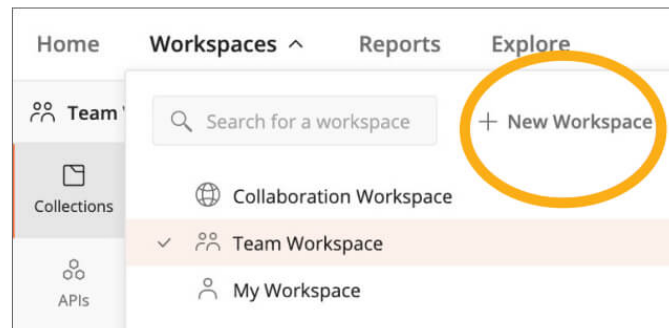 Home Workspaces Reports Explore
Team
Search for a workspace + New Workspace
Collections
Collaboration Workspace
Team Workspace
APIs
My Workspace